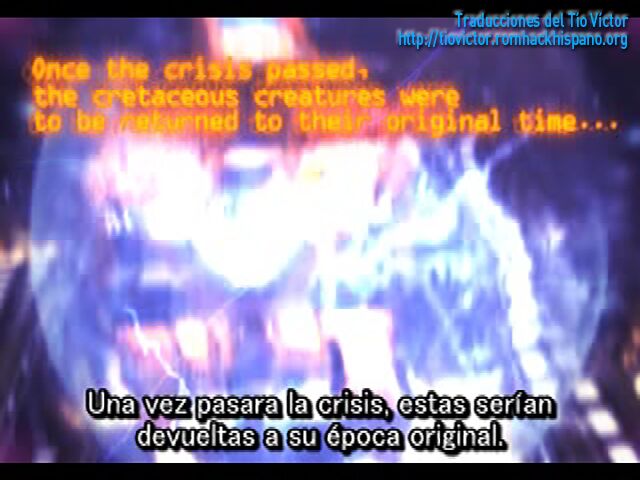 Traducciones del Tío Victor
http://tiovictor.romhackhispano.org
Once the crisis passed,
the cretaceous creatures were
to be returned to their original time...
Una vez pasara la crisis, estas serían
devueltas a su época original.